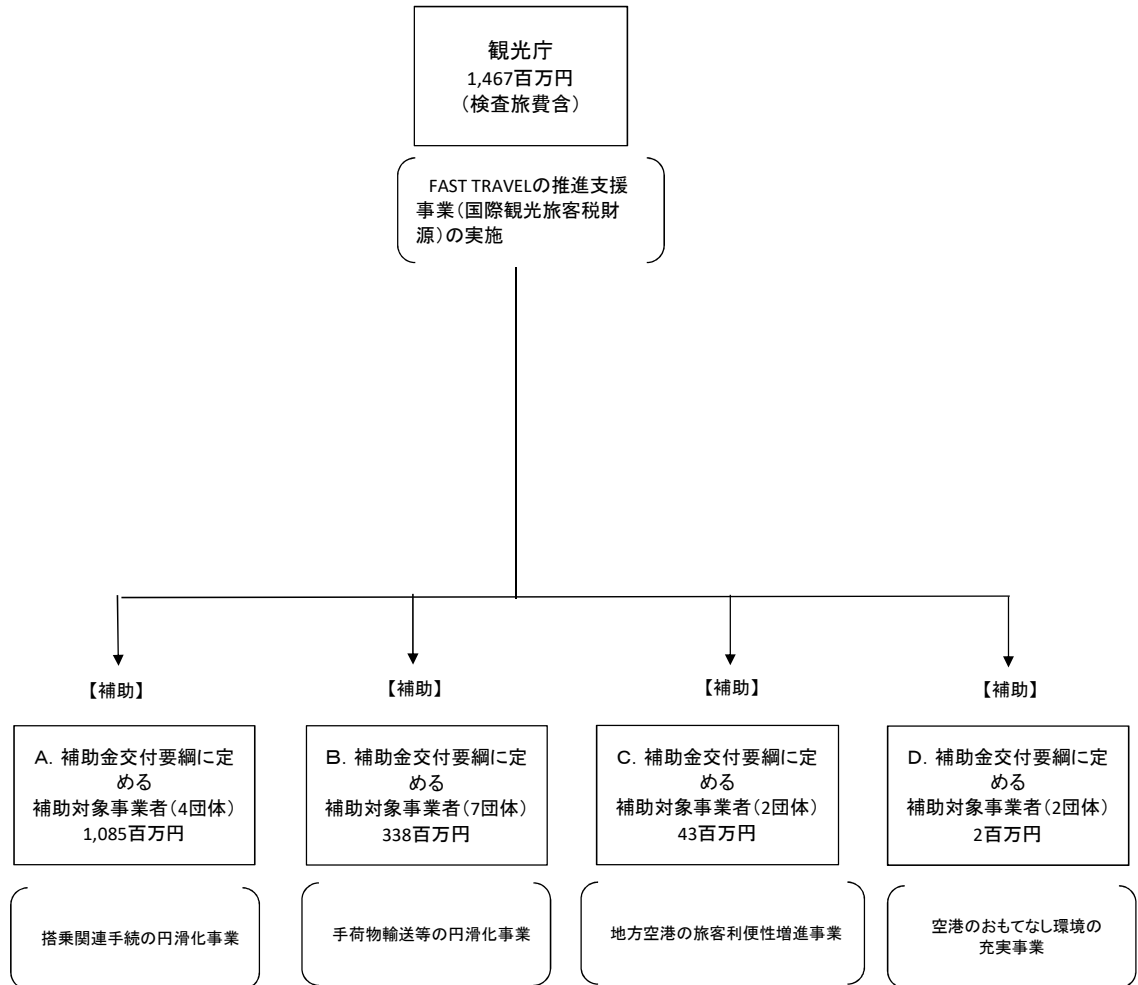 観光庁
1,467百万円
（検査旅費含）
FAST TRAVELの推進支援
事業（国際観光旅客税財
源）の実施
【補助】
【補助】
【補助】
【補助】
A．補助金交付要綱に定
める
補助対象事業者（4団体）
1,085百万円
B．補助金交付要綱に定
める
補助対象事業者（7団体）
338百万円
C．補助金交付要綱に定
める
補助対象事業者（2団体）
43百万円
D．補助金交付要綱に定
める
補助対象事業者（2団体）
2百万円
搭乗関連手続の円滑化事業
手荷物輸送等の円滑化事業
地方空港の旅客利便性増進事業
空港のおもてなし環境の
充実事業